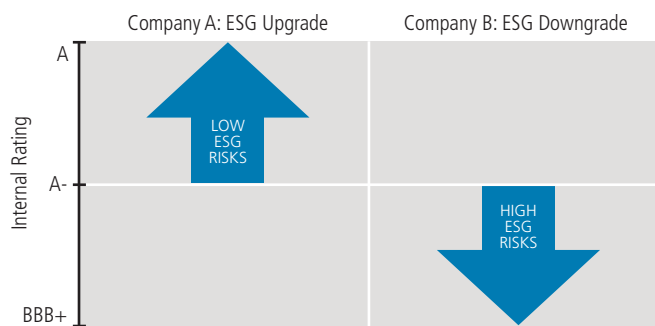 Company A: ESG Upgrade
Company B: ESG Downgrade
Internal Rating
A
A-
BBB+
LOW
ESG
RISKS
HIGH
ESG
RISKS